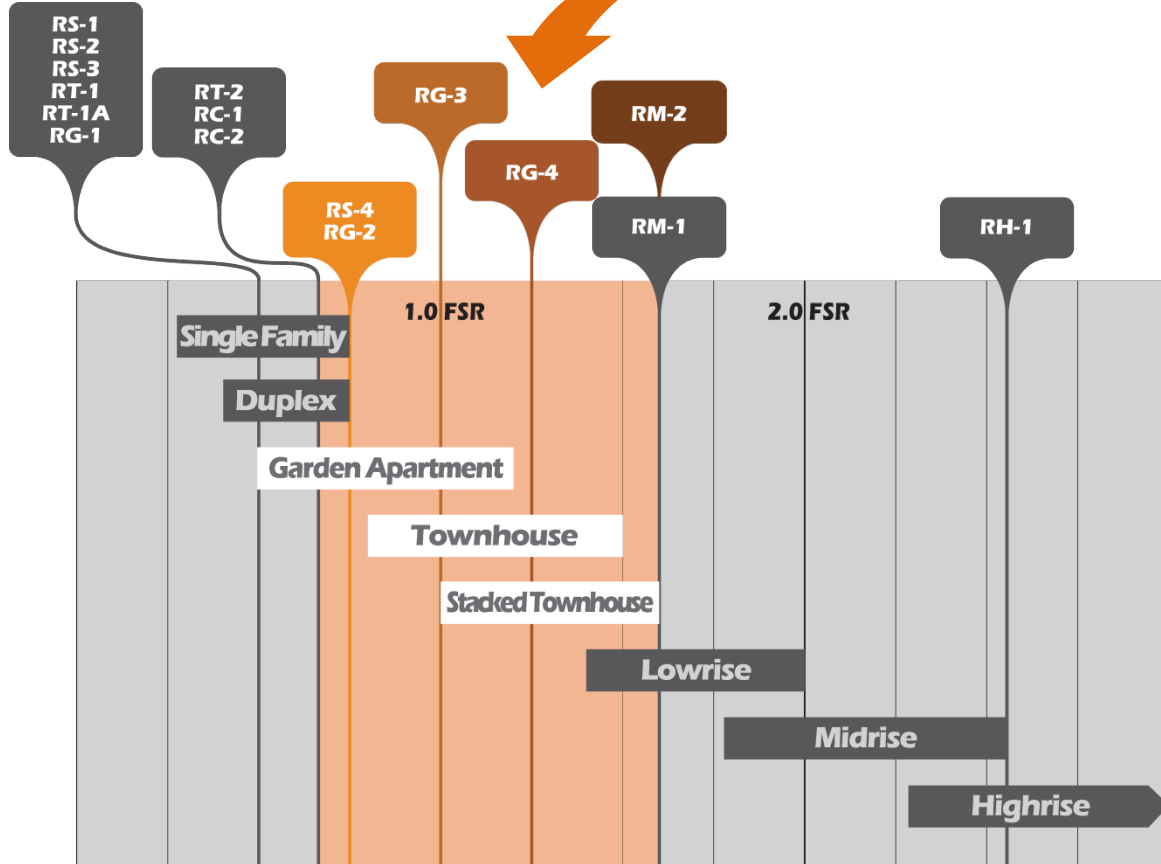 RS-1
RS-2
RS-3
RT-1
RT-1A
RG-1
RT-2
RC-1
RC-2
RS-4
RG-2
RG-3
RG-4
RM-2
RM-1
RH-1
1.0 FSR
2.0 FSR
Single Family
Duplex
Garden Apartment
Townhouse
Stacked Townhouse
Lowrise
Midrise
Highrise